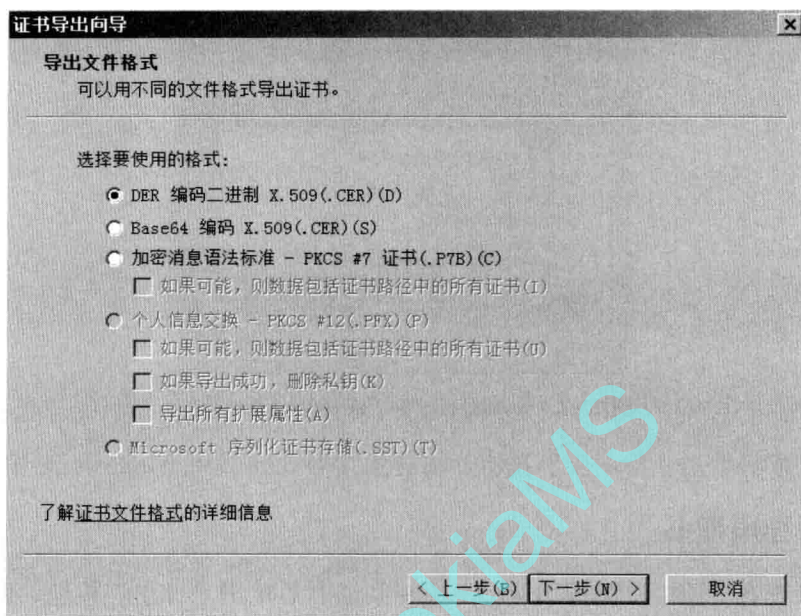 证书导出向导
导出文件格式
可以用不同的文件格式导出证书。
选择要使用的格式:
DER 编码二进制 X.509(.CER)(D)
Base64 编码 X.509(.CER)(S)
加密消息语法标准 - PKCS #7 证书(.P7B)(C)
如果可能，则数据包括证书路径中的所有证书(I)
个人信息交换 - PKCS #12(.PFX)(P)
如果可能，则数据包括证书路径中的所有证书(U)
如果导出成功，删除私钥(K)
导出所有扩展属性(A)
Microsoft 序列化证书存储(.SST)(T)
了解证书文件格式的详细信息
< 上一步(B) 下一步(N) > 取消
kiaMS